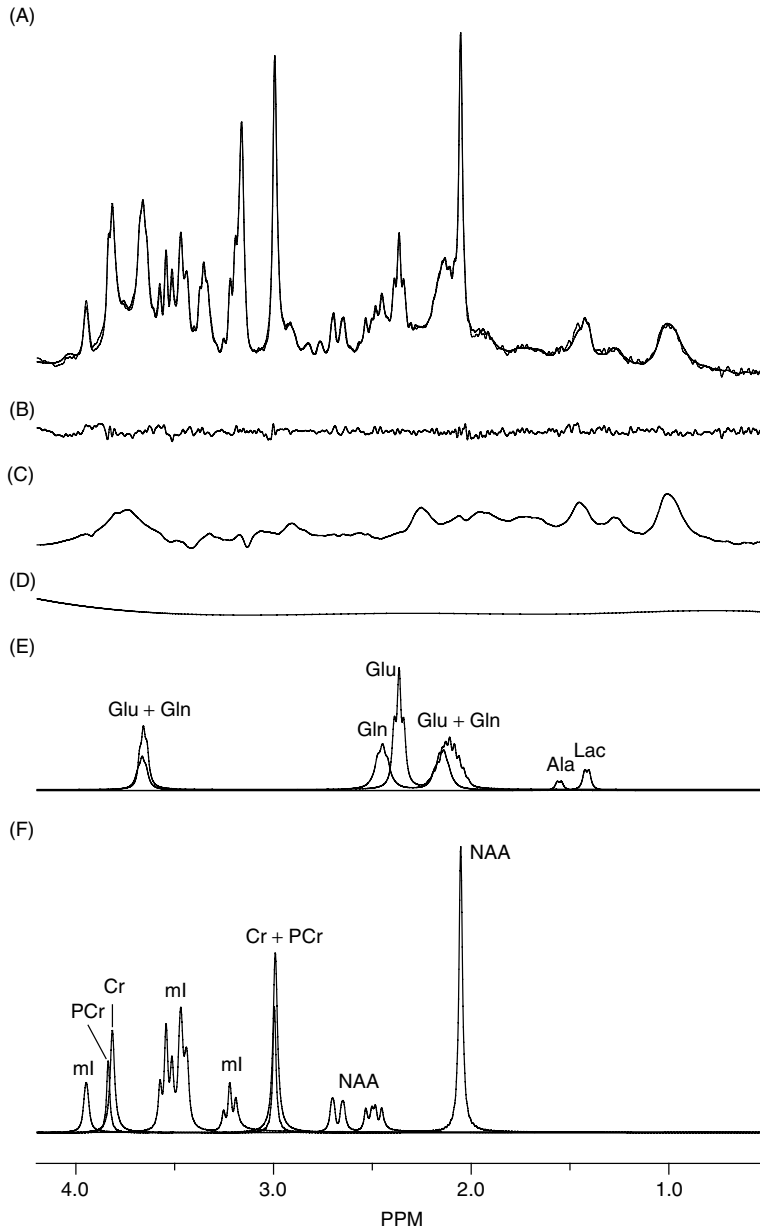 (A)
(B)
(C)
(D)
(E)
Glu
Glu + Gln
Gln
Glu + Gln
Ala
Lac
(F)
NAA
Cr + PCr
Cr
mI
PCr
mI
mI
NAA
4.0 3.0 2.0 1.0
PPM